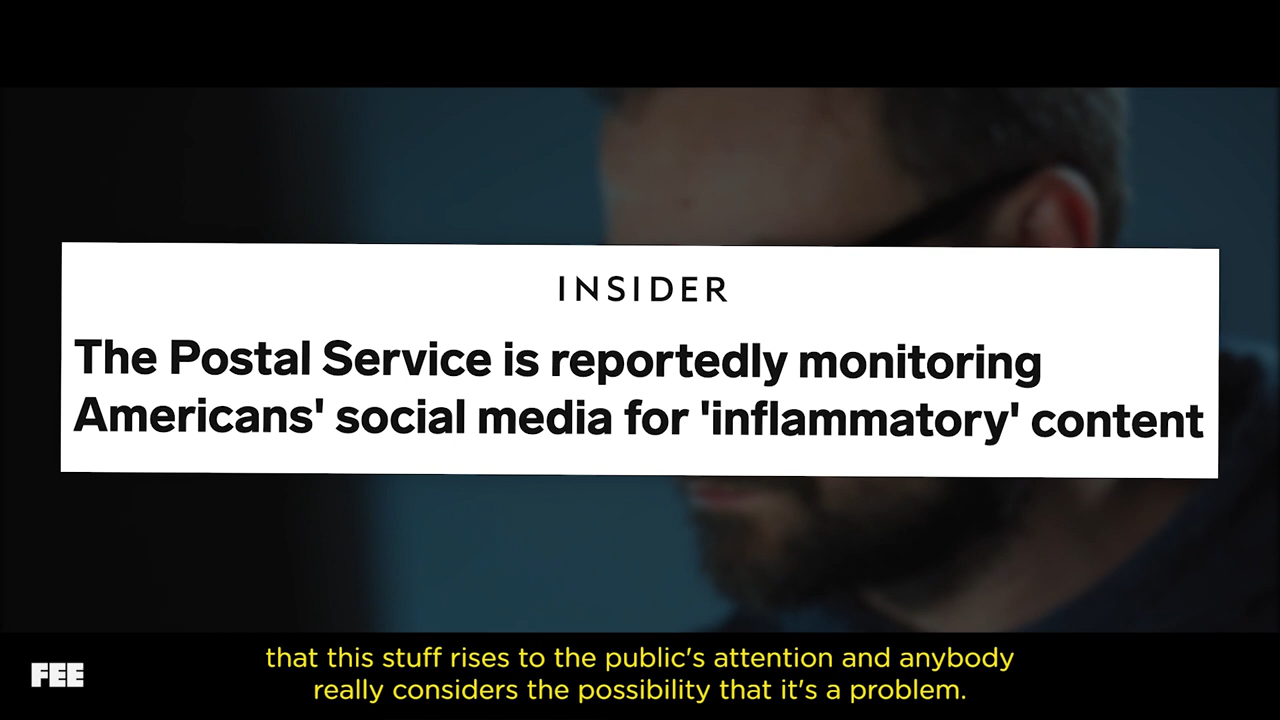 INSIDER
The Postal Service is reportedly monitoring
Americans' social media for 'inflammatory' content
that this stuff rises to the public's attention and anybody
really considers the possibility that it's a problem.
FEE